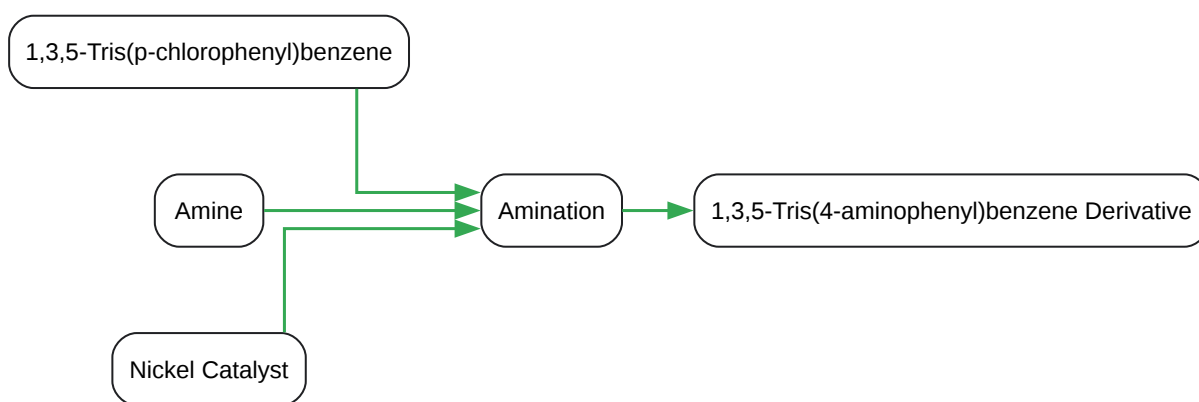 1,3,5-Tris(p-chlorophenyl)benzene
Amine
Amination
1,3,5-Tris(4-aminophenyl)benzene Derivative
Nickel Catalyst